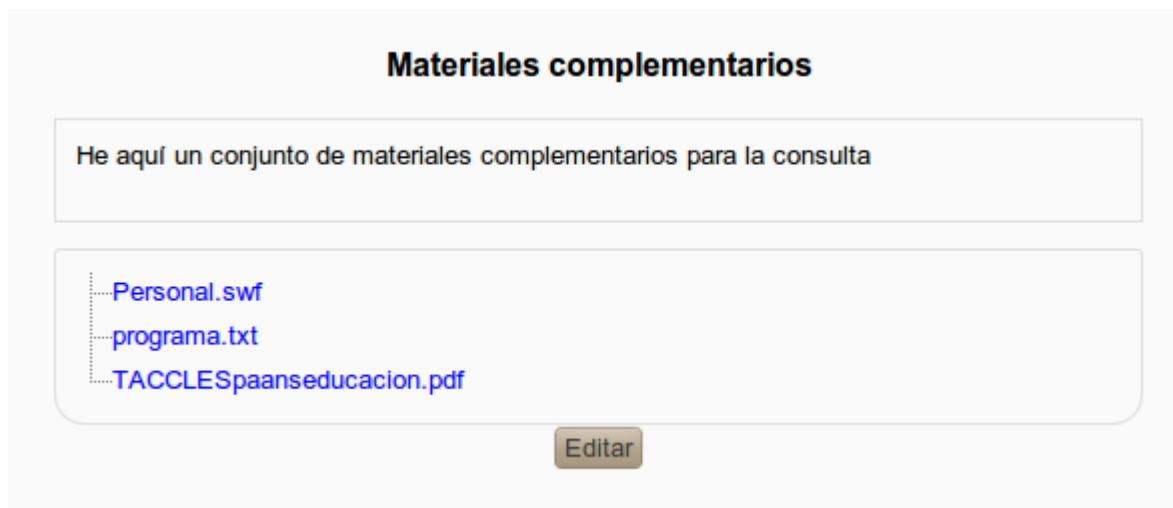 Materiales complementarios
He aquí un conjunto de materiales complementarios para la consulta
Personal.swf
programa.txt
TACCLESpaanseducacion.pdf
Editar